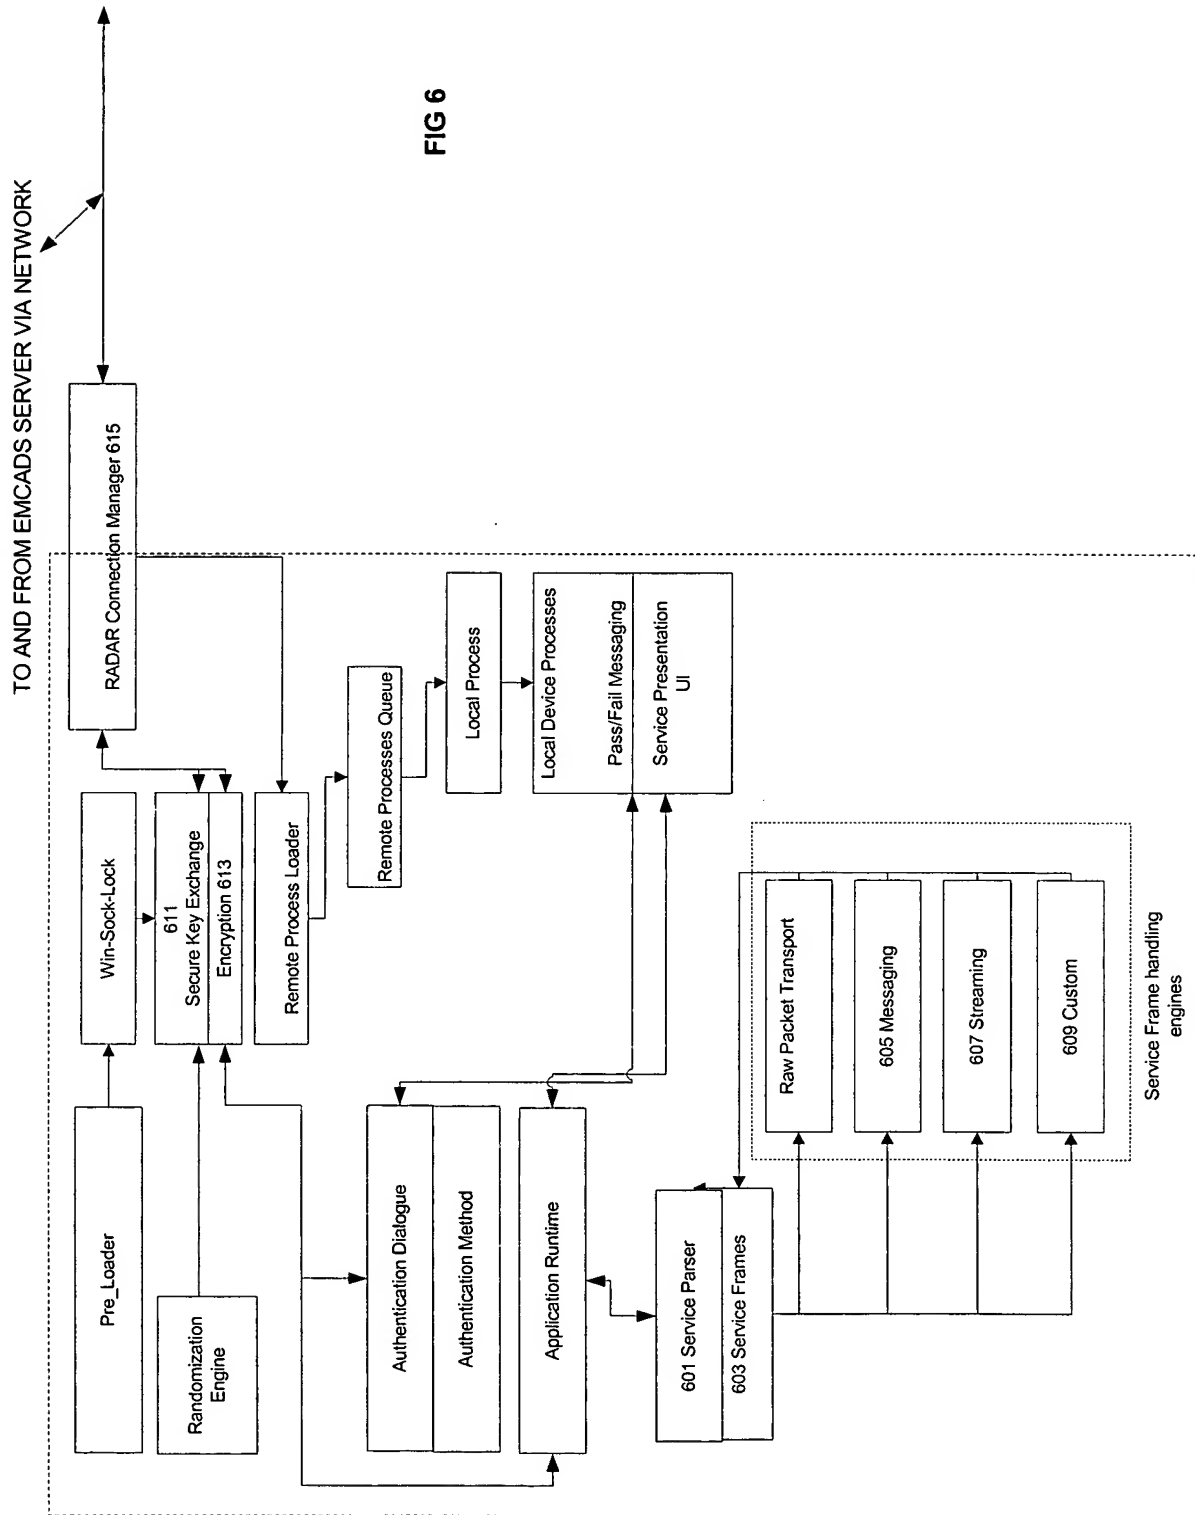 TO AND FROM EMCADS SERVER VIA NETWORK
FIG 6
RADAR Connection Manager 615
Pre_Loader
Win-Sock-Lock
Randomization
Engine
611
Secure Key Exchange
Encryption 613
Remote Process Loader
Remote Processes Queue
Local Process
Local Device Processes
Pass/Fail Messaging
Service Presentation
UI
Authentication Dialogue
Authentication Method
Application Runtime
601 Service Parser
603 Service Frames
Raw Packet Transport
605 Messaging
607 Streaming
609 Custom
Service Frame handling
engines